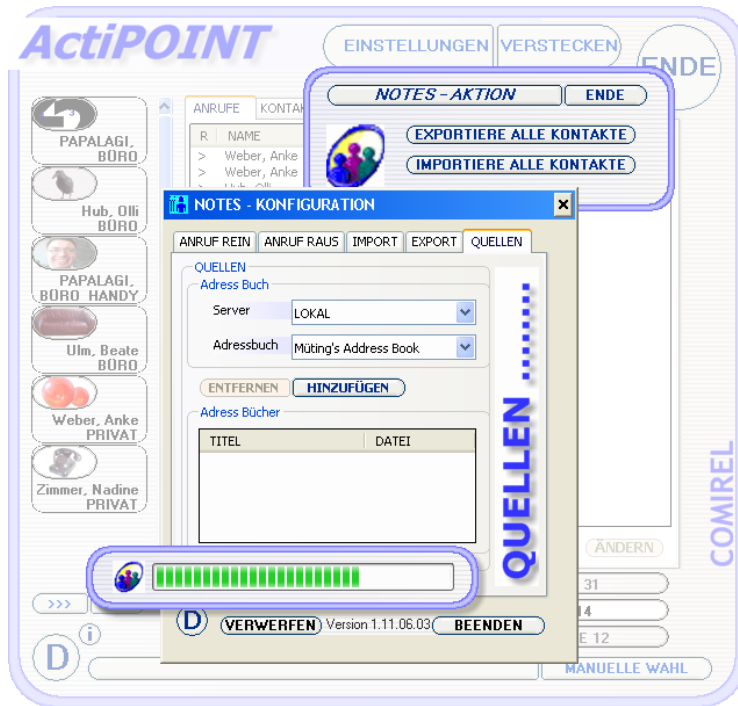 ActiPOINT
EINSTELLUNGEN
VERSTECKEN
ENDE
NOTES-AKTION
ENDE
EXPORTIERE ALLE KONTAKTE
IMPORTIERE ALLE KONTAKTE
PAPALAGI,
BÜRO
Hub, Olli
BÜRO
PAPALAGI,
BÜRO HANDY
Ulm, Beate
BÜRO
Weber, Anke
PRIVAT
Zimmer, Nadine
PRIVAT
ANRUFE
R NAME
> Weber, Anke
> Weber, Anke
NOTES - KONFIGURATION
ANRUF REIN
ANRUF RAUS
IMPORT
EXPORT
QUELLEN
QUELLEN
Adress Buch
Server
LOKAL
Adressbuch
Müting's Address Book
ENTFERNEN
HINZUFÜGEN
Adress Bücher
TITEL
DATEI
QUELLEN .........
D
VERWERFEN
Version 1.11.06.03
BEENDEN
ÄNDERN
31
14
E 12
>>>
i
D
MANUELLE WAHL
COMIREL